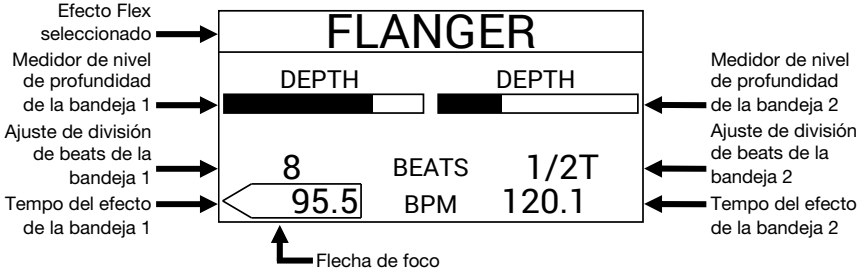 Efecto Flex
seleccionado
Medidor de nivel
de profundidad
de la bandeja 1
Ajuste de división
de beats de la
bandeja 1
Tempo del efecto
de la bandeja 1
FLANGER
DEPTH DEPTH
8 BEATS 1/2T
95.5 BPM 120.1
Medidor de nivel
de profundidad
de la bandeja 2
Ajuste de división
de beats de la
bandeja 2
Tempo del efecto
de la bandeja 2
Flecha de foco